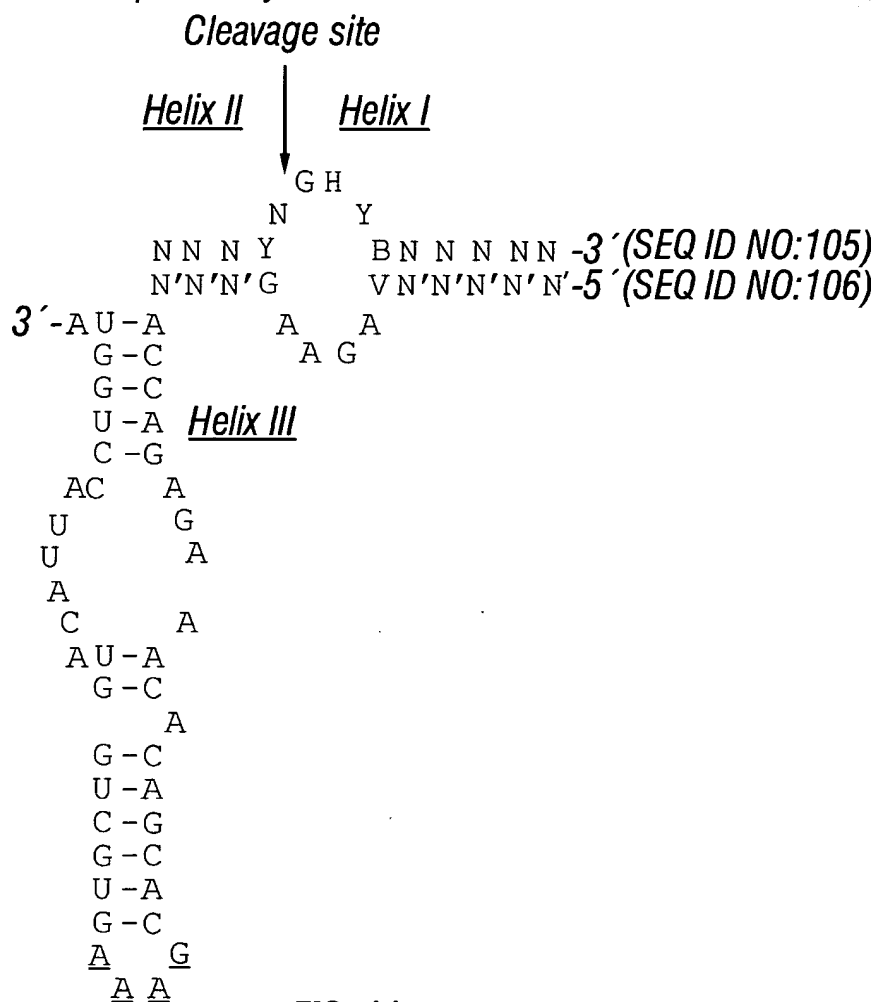 Cleavage site
Helix II Helix I
G H
N Y
N N N Y B N N N N N -3´(SEQ ID NO:105)
N'N'N'G V N'N'N'N'N'-5´(SEQ ID NO:106)
3´-A U-A A A
G-C A G
G-C
U-A Helix III
C-G
AC A
U G
U A
A
C A
A U-A
G-C
A
G-C
U-A
C-G
G-C
U-A
G-C
A G
A A